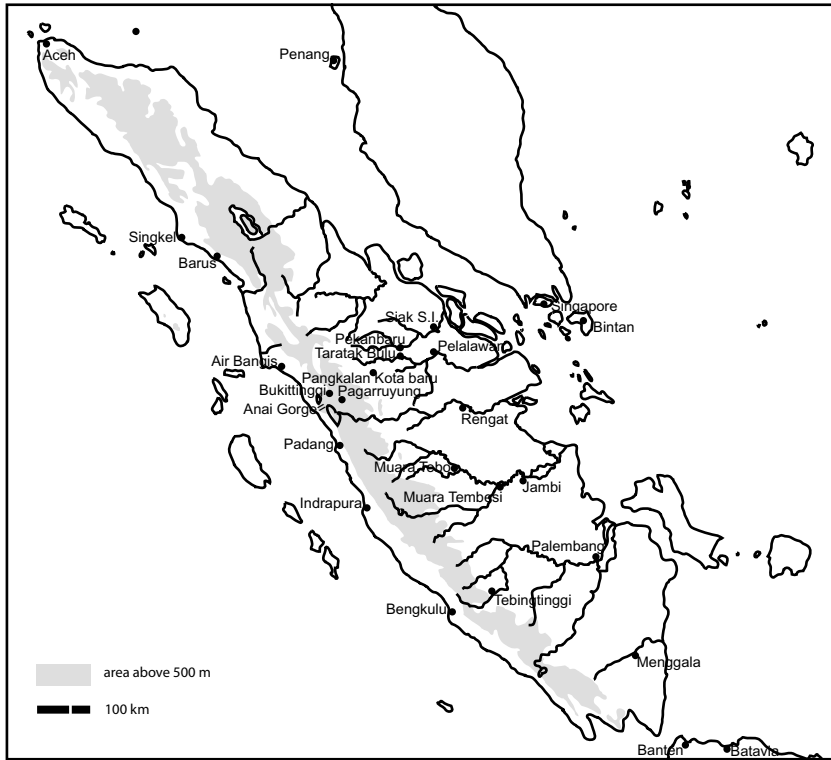 Aceh
Penang
Singkel
Barus
Singapore
Siak S.I.
Bintan
Pekanbaru
Pelalawan
Taratak Bulu
Air Bangis
Pangkalan Kota baru
Bukittinggi
Pagarruyung
Anai Gorge
Rengat
Padang
Muara Tebo
Jambi
Muara Tembesi
Indrapura
Palembang
Tebingtinggi
Bengkulu
Menggala
area above 500 m
100 km
Banten
Batavia